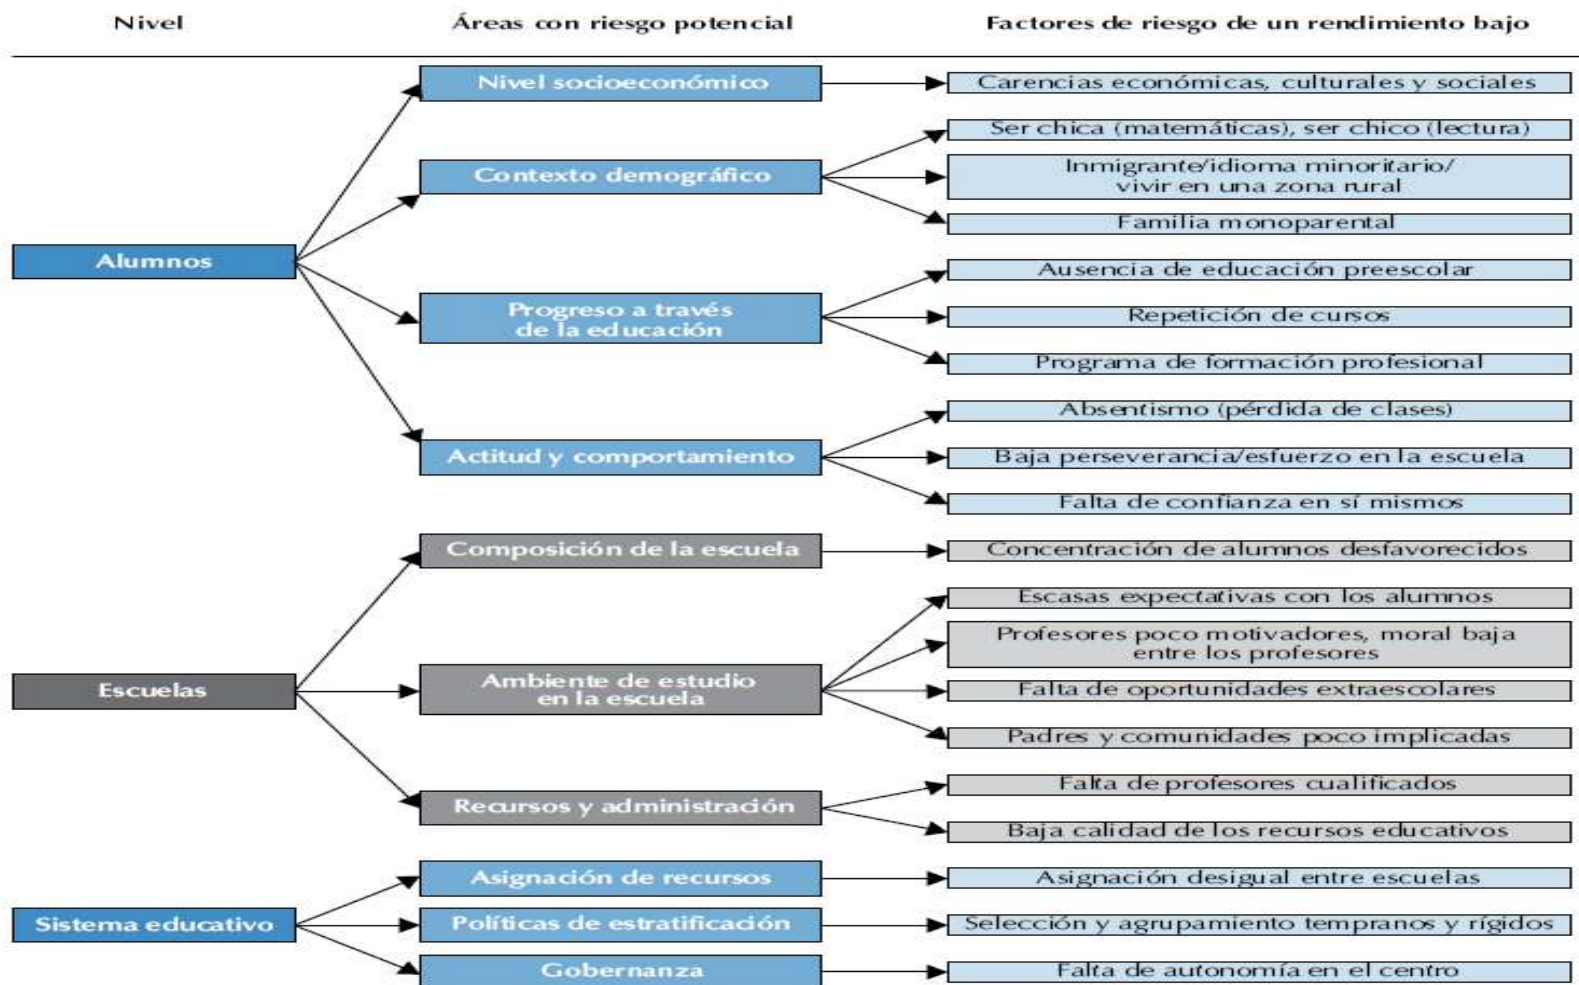 Nivel
Áreas con riesgo potencial
Factores de riesgo de un rendimiento bajo
Alumnos
Nivel socioeconómico
Carencias económicas, culturales y sociales
Contexto demográfico
Ser chica (matemáticas), ser chico (lectura)
Inmigrante/idioma minoritario/
vivir en una zona rural
Familia monoparental
Progreso a través
de la educación
Ausencia de educación preescolar
Repetición de cursos
Programa de formación profesional
Actitud y comportamiento
Absentismo (pérdida de clases)
Baja perseverancia/esfuerzo en la escuela
Falta de confianza en sí mismos
Escuelas
Composición de la escuela
Concentración de alumnos desfavorecidos
Ambiente de estudio
en la escuela
Escasas expectativas con los alumnos
Profesores poco motivadores, moral baja
entre los profesores
Falta de oportunidades extraescolares
Padres y comunidades poco implicadas
Recursos y administración
Falta de profesores cualificados
Baja calidad de los recursos educativos
Sistema educativo
Asignación de recursos
Asignación desigual entre escuelas
Políticas de estratificación
Selección y agrupamiento tempranos y rígidos
Gobernanza
Falta de autonomía en el centro